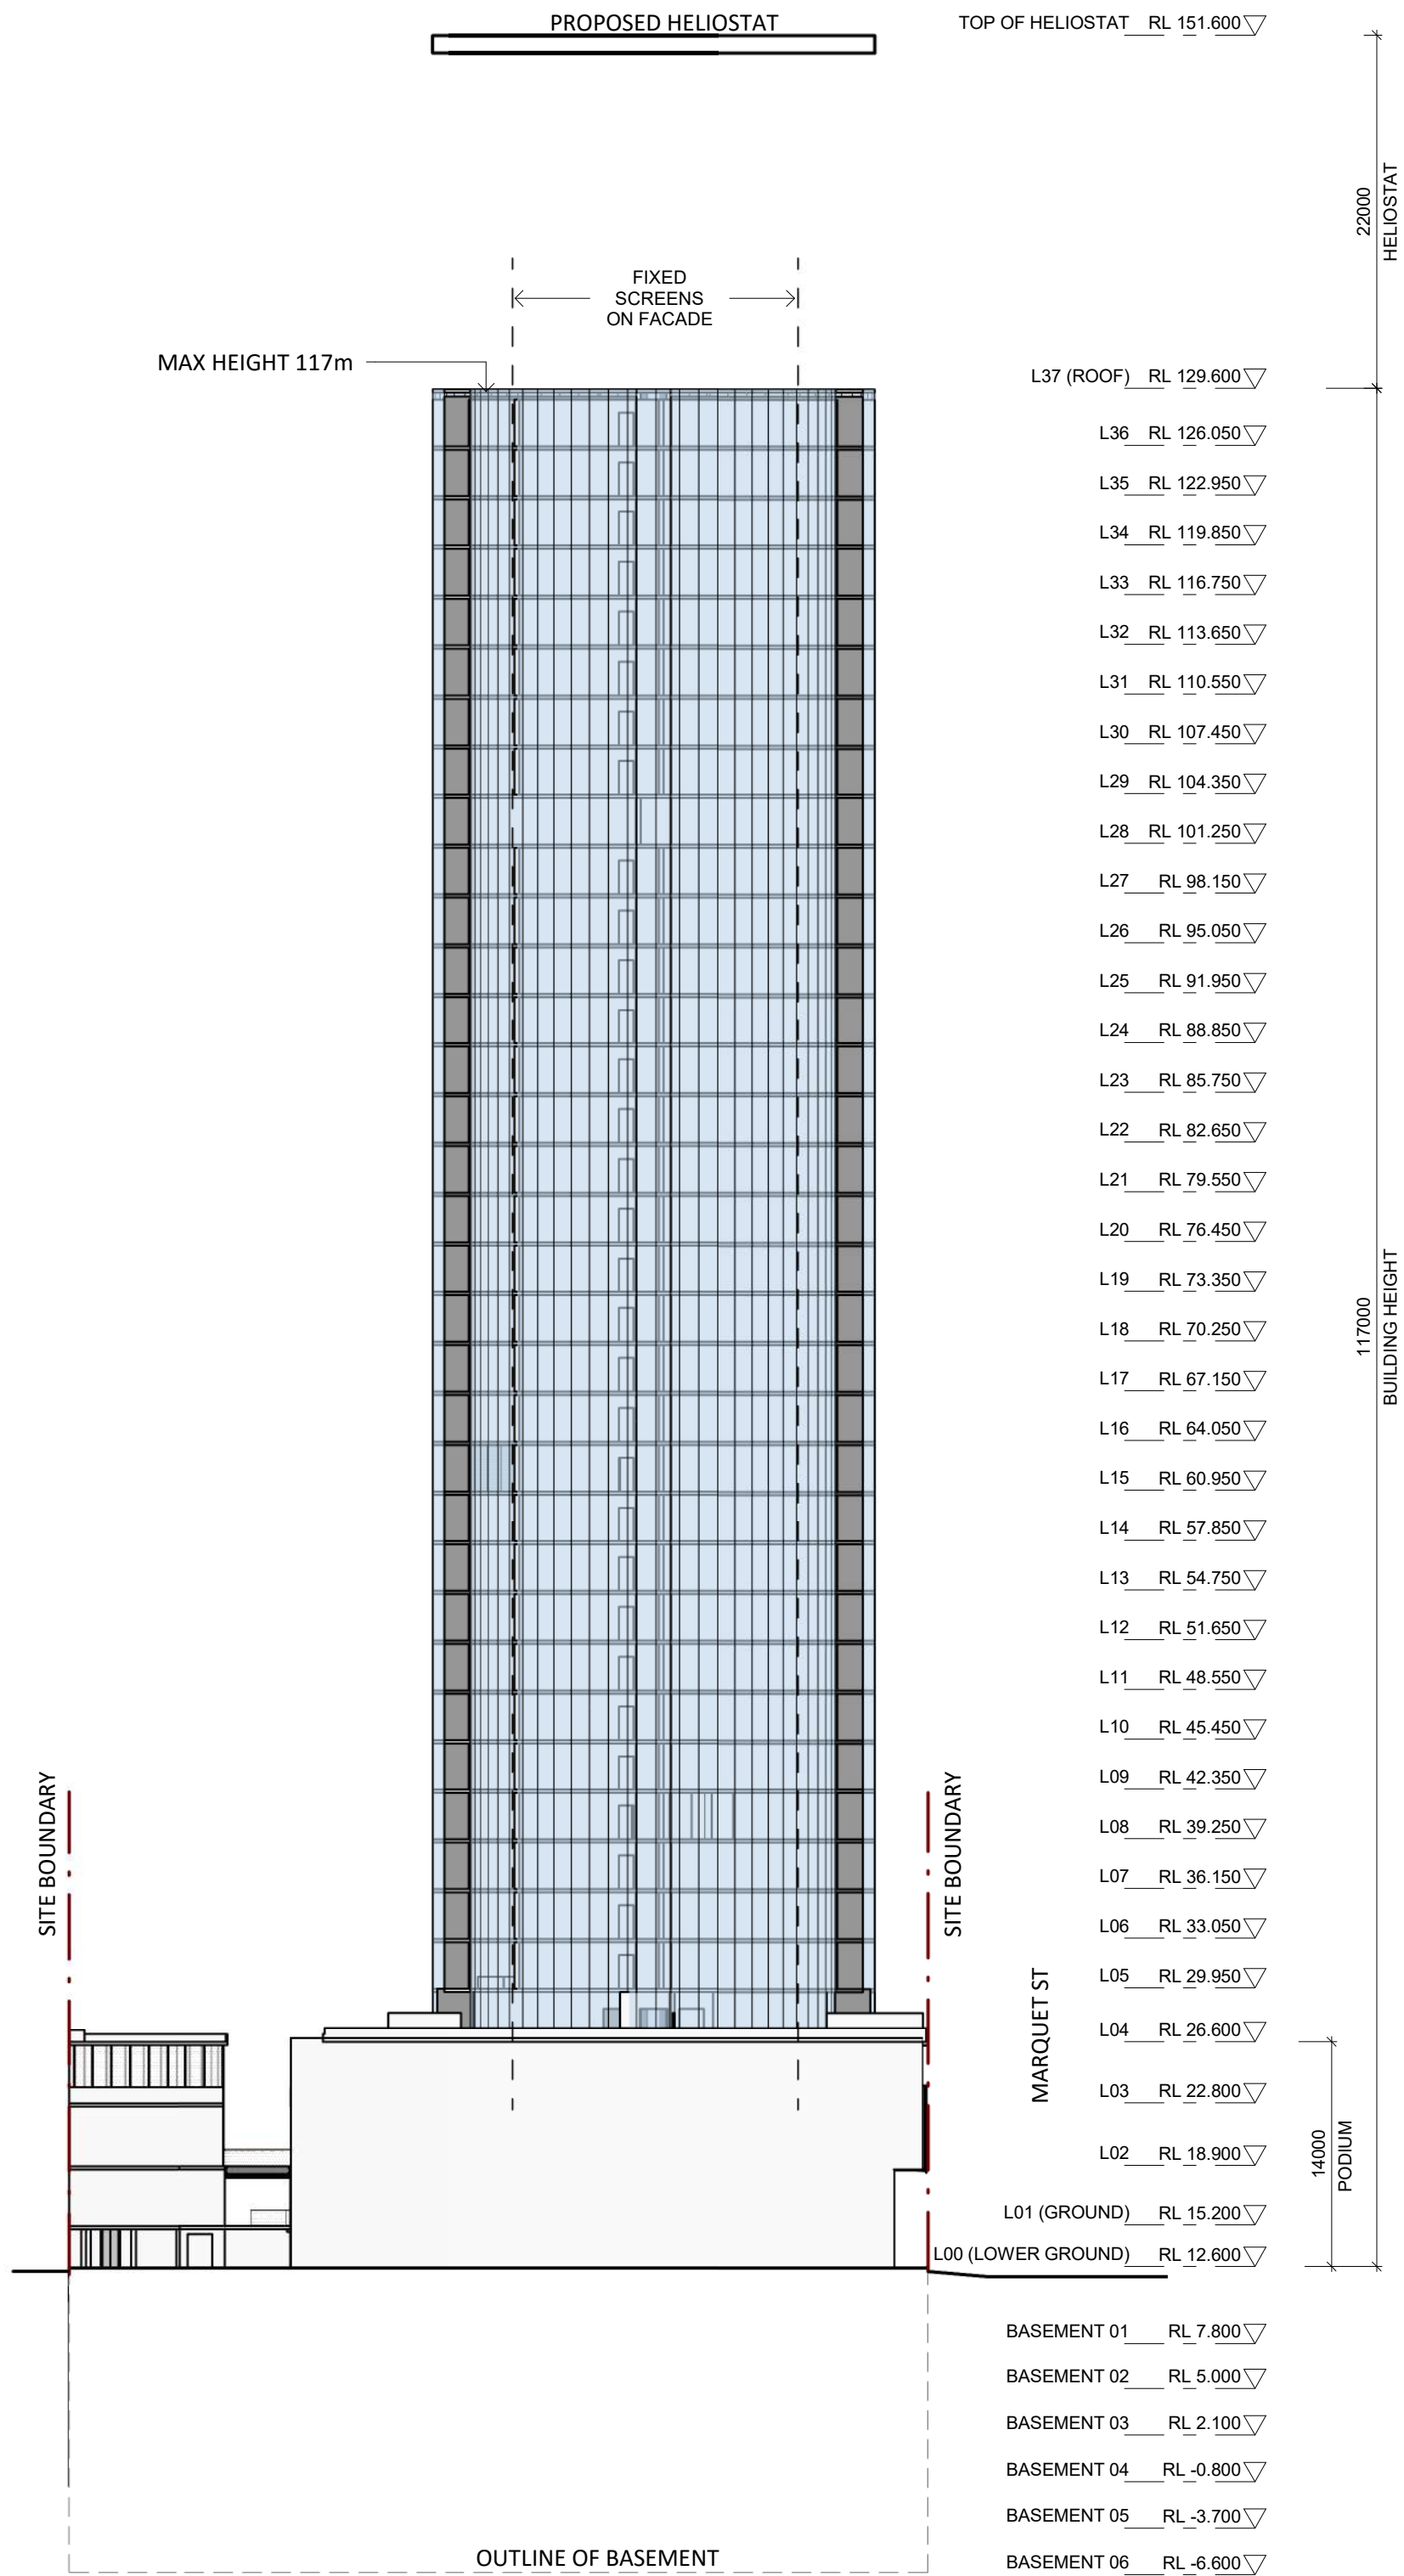 PROPOSED HELIOSTAT
TOP OF HELIOSTAT RL 151.600
22000
HELIOSTAT
FIXED
SCREENS
ON FACADE
MAX HEIGHT 117m
L37 (ROOF) RL 129.600
L36 RL 126.050
L35 RL 122.950
L34 RL 119.850
L33 RL 116.750
L32 RL 113.650
L31 RL 110.550
L30 RL 107.450
L29 RL 104.350
L28 RL 101.250
L27 RL 98.150
L26 RL 95.050
L25 RL 91.950
L24 RL 88.850
L23 RL 85.750
L22 RL 82.650
L21 RL 79.550
L20 RL 76.450
L19 RL 73.350
L18 RL 70.250
L17 RL 67.150
L16 RL 64.050
L15 RL 60.950
L14 RL 57.850
L13 RL 54.750
L12 RL 51.650
L11 RL 48.550
L10 RL 45.450
L09 RL 42.350
L08 RL 39.250
L07 RL 36.150
L06 RL 33.050
L05 RL 29.950
L04 RL 26.600
L03 RL 22.800
L02 RL 18.900
L01 (GROUND) RL 15.200
L00 (LOWER GROUND) RL 12.600
117000
BUILDING HEIGHT
SITE BOUNDARY
SITE BOUNDARY
MARQUET ST
14000
PODIUM
BASEMENT 01 RL 7.800
BASEMENT 02 RL 5.000
BASEMENT 03 RL 2.100
BASEMENT 04 RL -0.800
BASEMENT 05 RL -3.700
BASEMENT 06 RL -6.600
OUTLINE OF BASEMENT